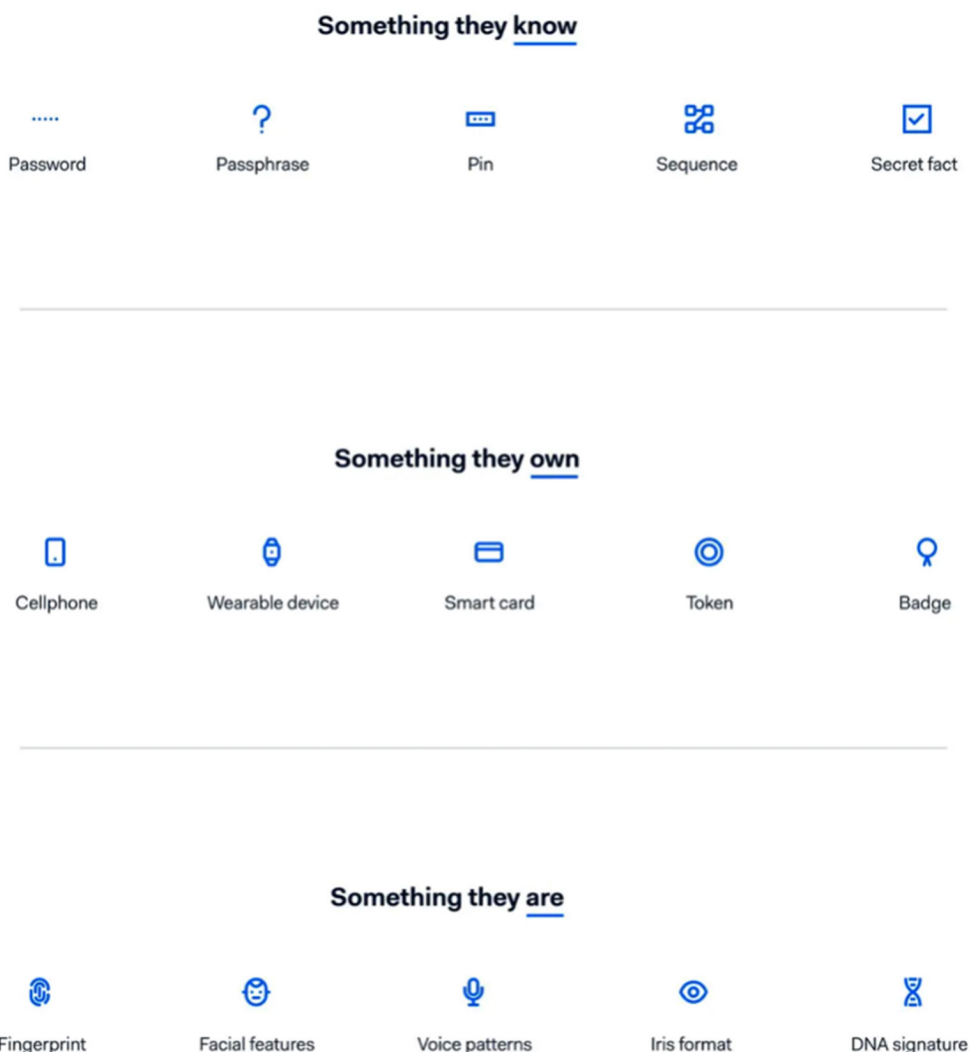 Something they know
Password Passphrase Pin Sequence Secret fact
Something they own
Cellphone Wearable device Smart card Token Badge
Something they are
Fingerprint Facial features Voice patterns Iris format DNA signature